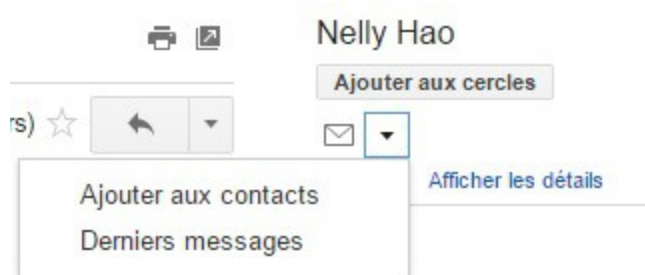 Nelly Hao
Ajouter aux cercles
rs)
Afficher les détails
Ajouter aux contacts
Derniers messages